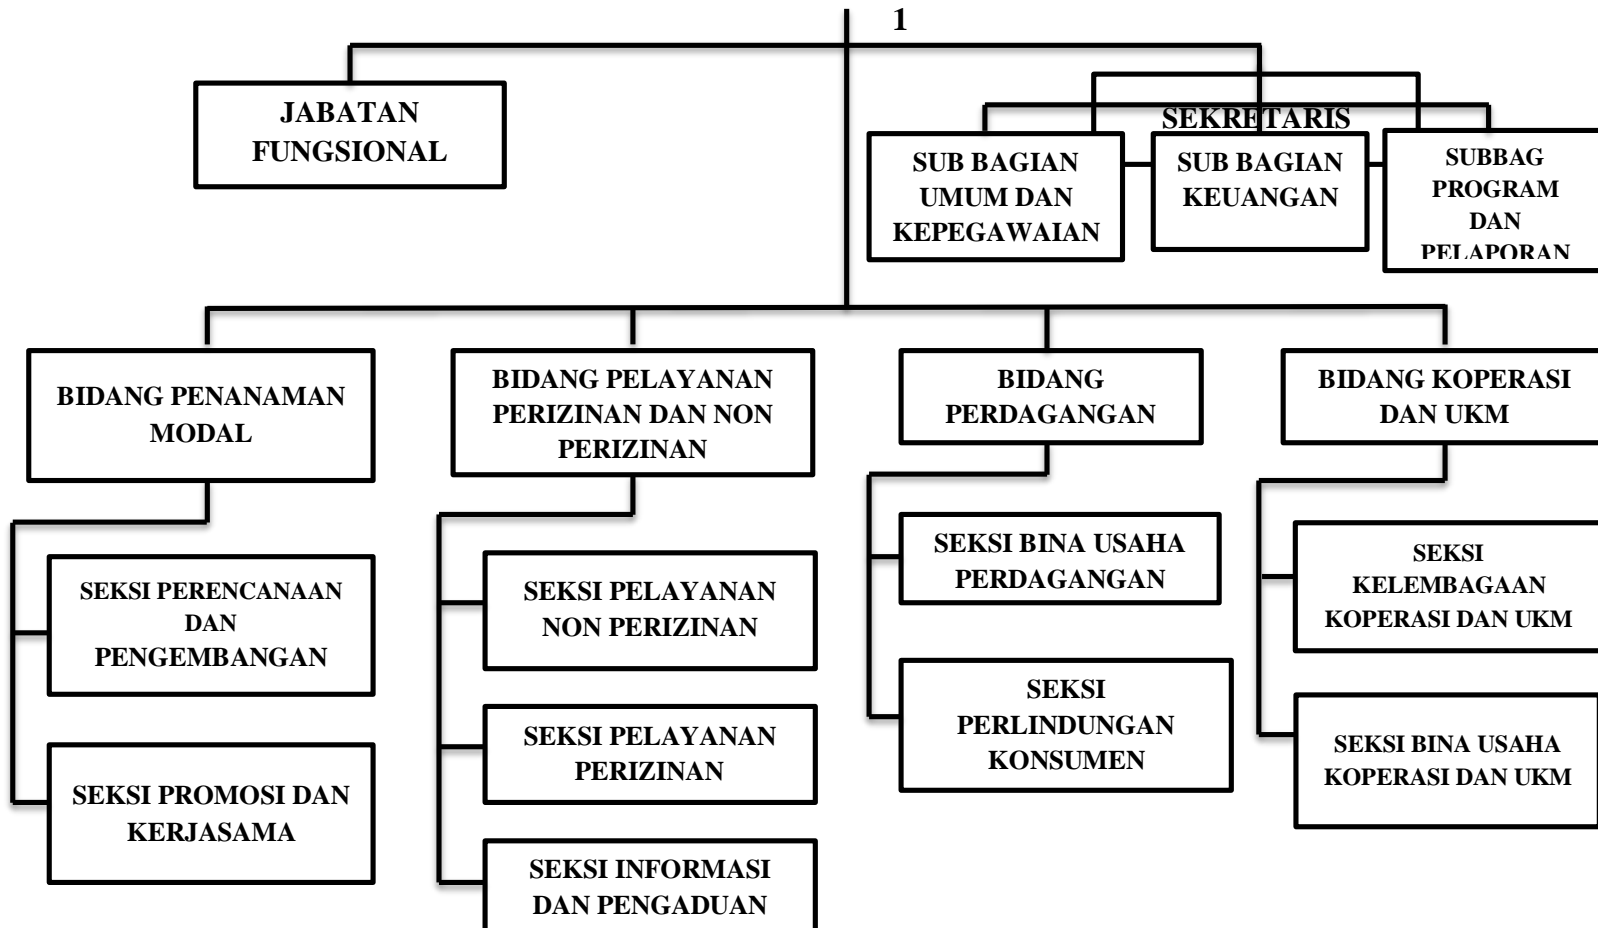 1
JABATAN
FUNGSIONAL
SEKRETARIS
SUB BAGIAN
UMUM DAN
KEPEGAWAIAN
SUB BAGIAN
KEUANGAN
SUBBAG
PROGRAM
DAN
PELAPORAN
BIDANG PENANAMAN
MODAL
BIDANG PELAYANAN
PERIZINAN DAN NON
PERIZINAN
BIDANG
PERDAGANGAN
BIDANG KOPERASI
DAN UKM
SEKSI PERENCANAAN
DAN
PENGEMBANGAN
SEKSI PROMOSI DAN
KERJASAMA
SEKSI PELAYANAN
NON PERIZINAN
SEKSI PELAYANAN
PERIZINAN
SEKSI INFORMASI
DAN PENGADUAN
SEKSI BINA USAHA
PERDAGANGAN
SEKSI
PERLINDUNGAN
KONSUMEN
SEKSI
KELEMBAGAAN
KOPERASI DAN UKM
SEKSI BINA USAHA
KOPERASI DAN UKM